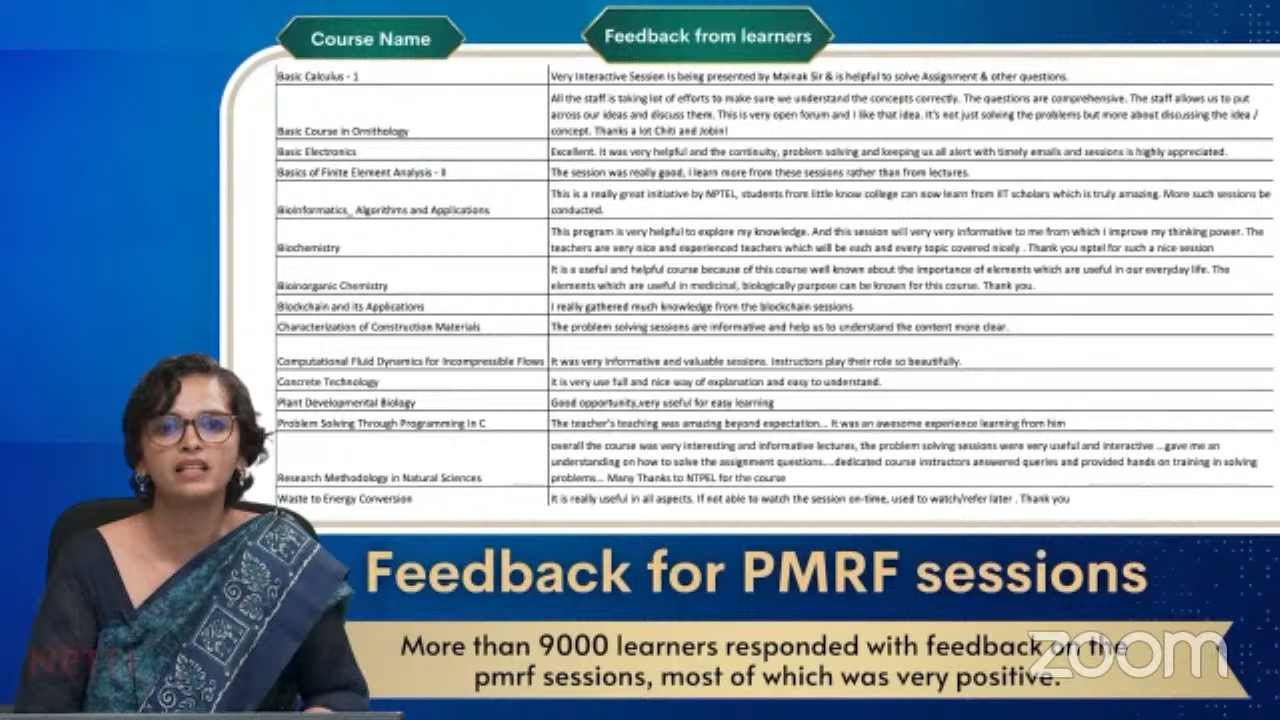 Course Name
Feedback from learners
Basic Calculus - 1
Very Interactive Session is being presented by Mainak Sir & is helpful to solve Assignment & other questions.
All the staff is taking lot of efforts to make sure we understand the concepts correctly. The questions are comprehensive. The staff allows us to put
across our ideas and discuss them. This is very open forum and I like that idea. It's not just solving the problems but more about discussing the idea /
Basic Course in Ornithology
concept. Thanks a lot Chiti and Jobin!
Basic Electronics
Excellent. It was very helpful and the continuity, problem solving and keeping us all alert with timely emails and sessions is highly appreciated.
Basics of Finite Element Analysis - II
The session was really good, I learn more from these sessions rather than from lectures.
This is a really great initiative by NPTEL, students from little know college can now learn from IIT scholars which is truly amazing. More such sessions be
Bioinformatics_ Algorithms and Applications
conducted.
This program is very helpful to explore my knowledge. And this session will very very informative to me from which I improve my thinking power. The
Biochemistry
teachers are very nice and experienced teachers which will be each and every topic covered nicely . Thank you nptel for such a nice session
It is a useful and helpful course because of this course well known about the importance of elements which are useful in our everyday life. The
Bioinorganic Chemistry
elements which are useful in medicinal, biologically purpose can be known for this course. Thank you.
Blockchain and its Applications
I really gathered much knowledge from the blockchain sessions
Characterization of Construction Materials
The problem solving sessions are informative and help us to understand the content more clear.
Computational Fluid Dynamics for Incompressible Flows
It was very informative and valuable sessions. Instructors play their role so beautifully.
Concrete Technology
it is very use full and nice way of explanation and easy to understand.
Plant Developmental Biology
Good opportunity,very useful for easy learning
Problem Solving Through Programming In C
The teacher's teaching was amazing beyond expectation... It was an awesome experience learning from him
overall the course was very interesting and informative lectures, the problem solving sessions were very useful and interactive ...gave me an
understanding on how to solve the assignment questions....dedicated course instructors answered queries and provided hands on training in solving
Research Methodology in Natural Sciences
problems... Many Thanks to NTPEL for the course
Waste to Energy Conversion
It is really useful in all aspects. If not able to watch the session on-time, used to watch/refer later . Thank you
Feedback for PMRF sessions
More than 9000 learners responded with feedback on the
pmrf sessions, most of which was very positive.
zoom
NPTEL